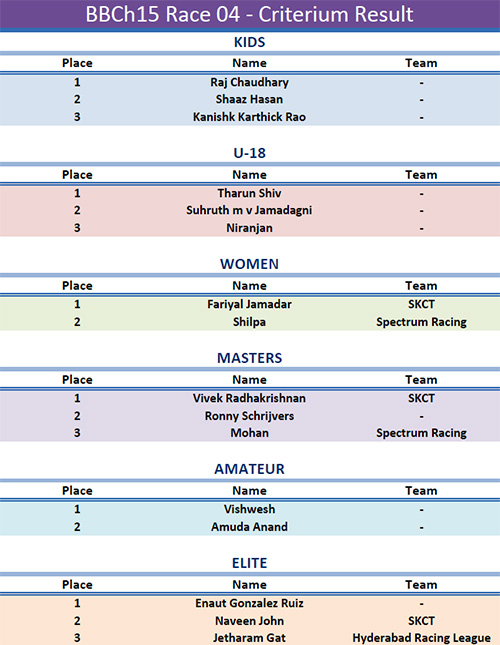 BBCh15 Race 04 - Criterium Result
KIDS
Place Name Team
1 Raj Chaudhary -
2 Shaaz Hasan -
3 Kanishk Karthick Rao -
U-18
Place Name Team
1 Tharun Shiv -
2 Suhruth m v Jamadagni -
3 Niranjan -
WOMEN
Place Name Team
1 Fariyal Jamadar SKCT
2 Shilpa Spectrum Racing
MASTERS
Place Name Team
1 Vivek Radhakrishnan SKCT
2 Ronny Schrijvers -
3 Mohan Spectrum Racing
AMATEUR
Place Name Team
1 Vishwesh -
2 Amuda Anand -
ELITE
Place Name Team
1 Enaut Gonzalez Ruiz -
2 Naveen John SKCT
3 Jetharam Gat Hyderabad Racing League